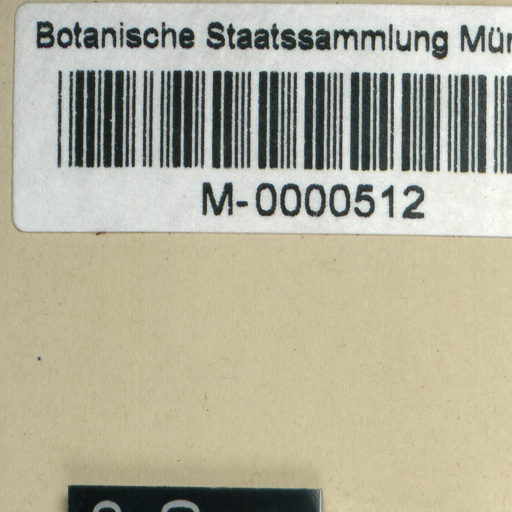 Botanische Staatssammlung Mün
M-0000512